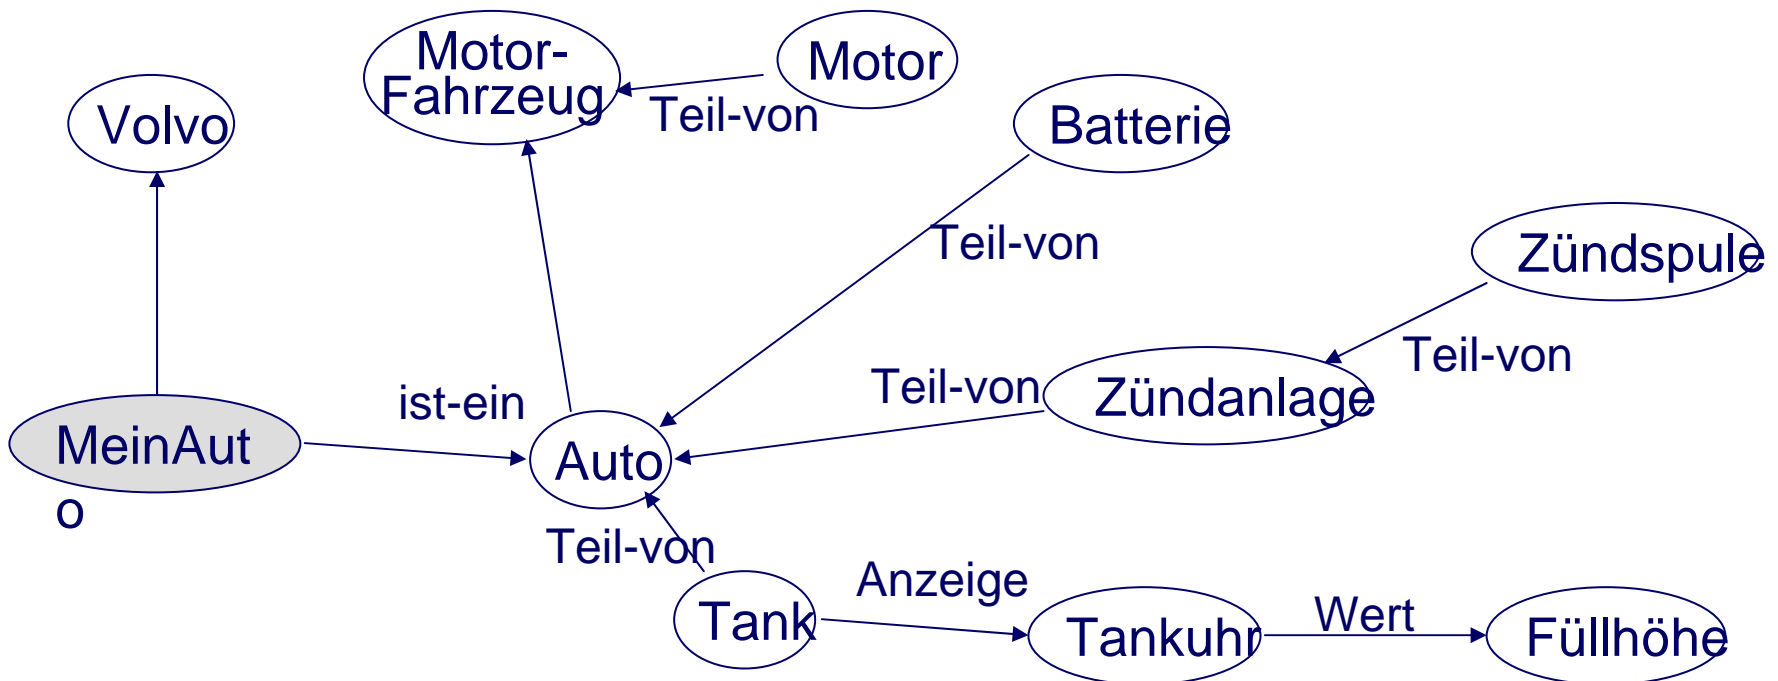 Motor-
Fahrzeug
Motor
Teil-von
Volvo
Batterie
Teil-von
Zündspule
Teil-von
ist-ein
Teil-von
Zündanlage
MeinAut
o
Auto
Teil-von
Anzeige
Tank
Tankuhr
Wert
Füllhöhe